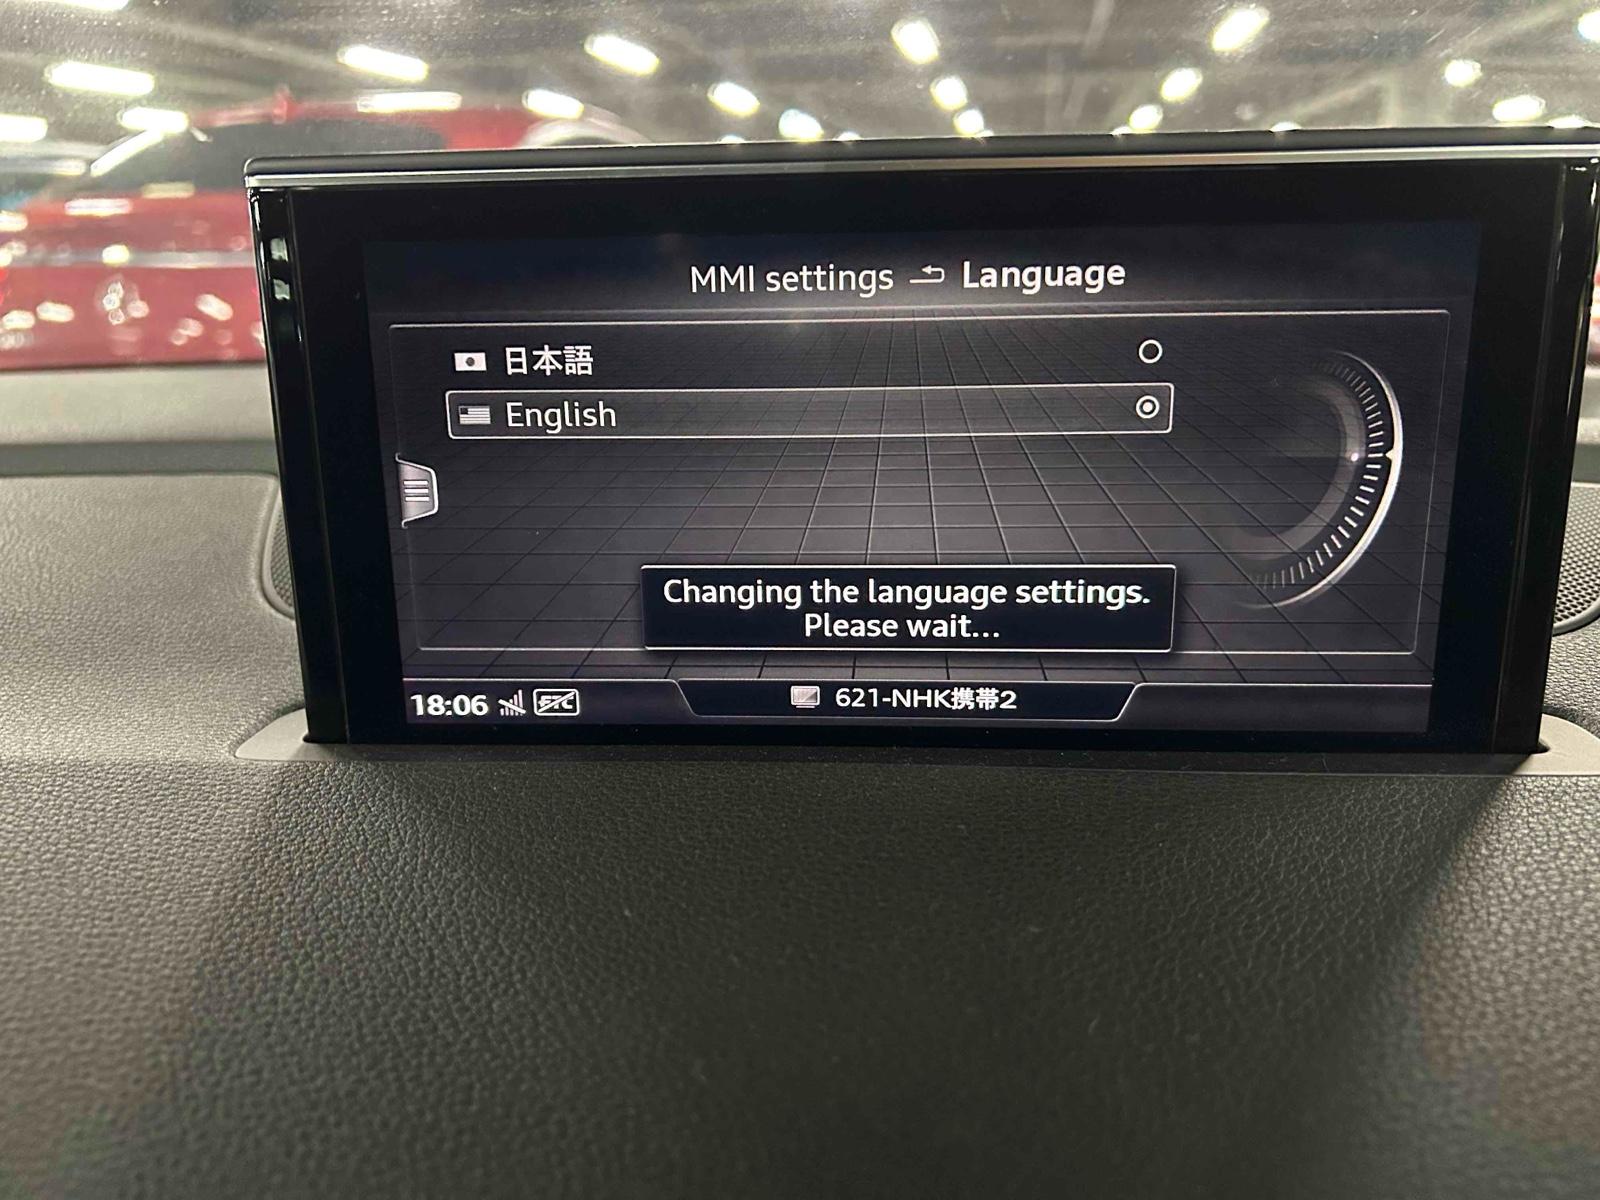 MMI settings Language
日本語
English
Changing the language settings.
Please wait...
18:06 ETC 621-NHK携帯2